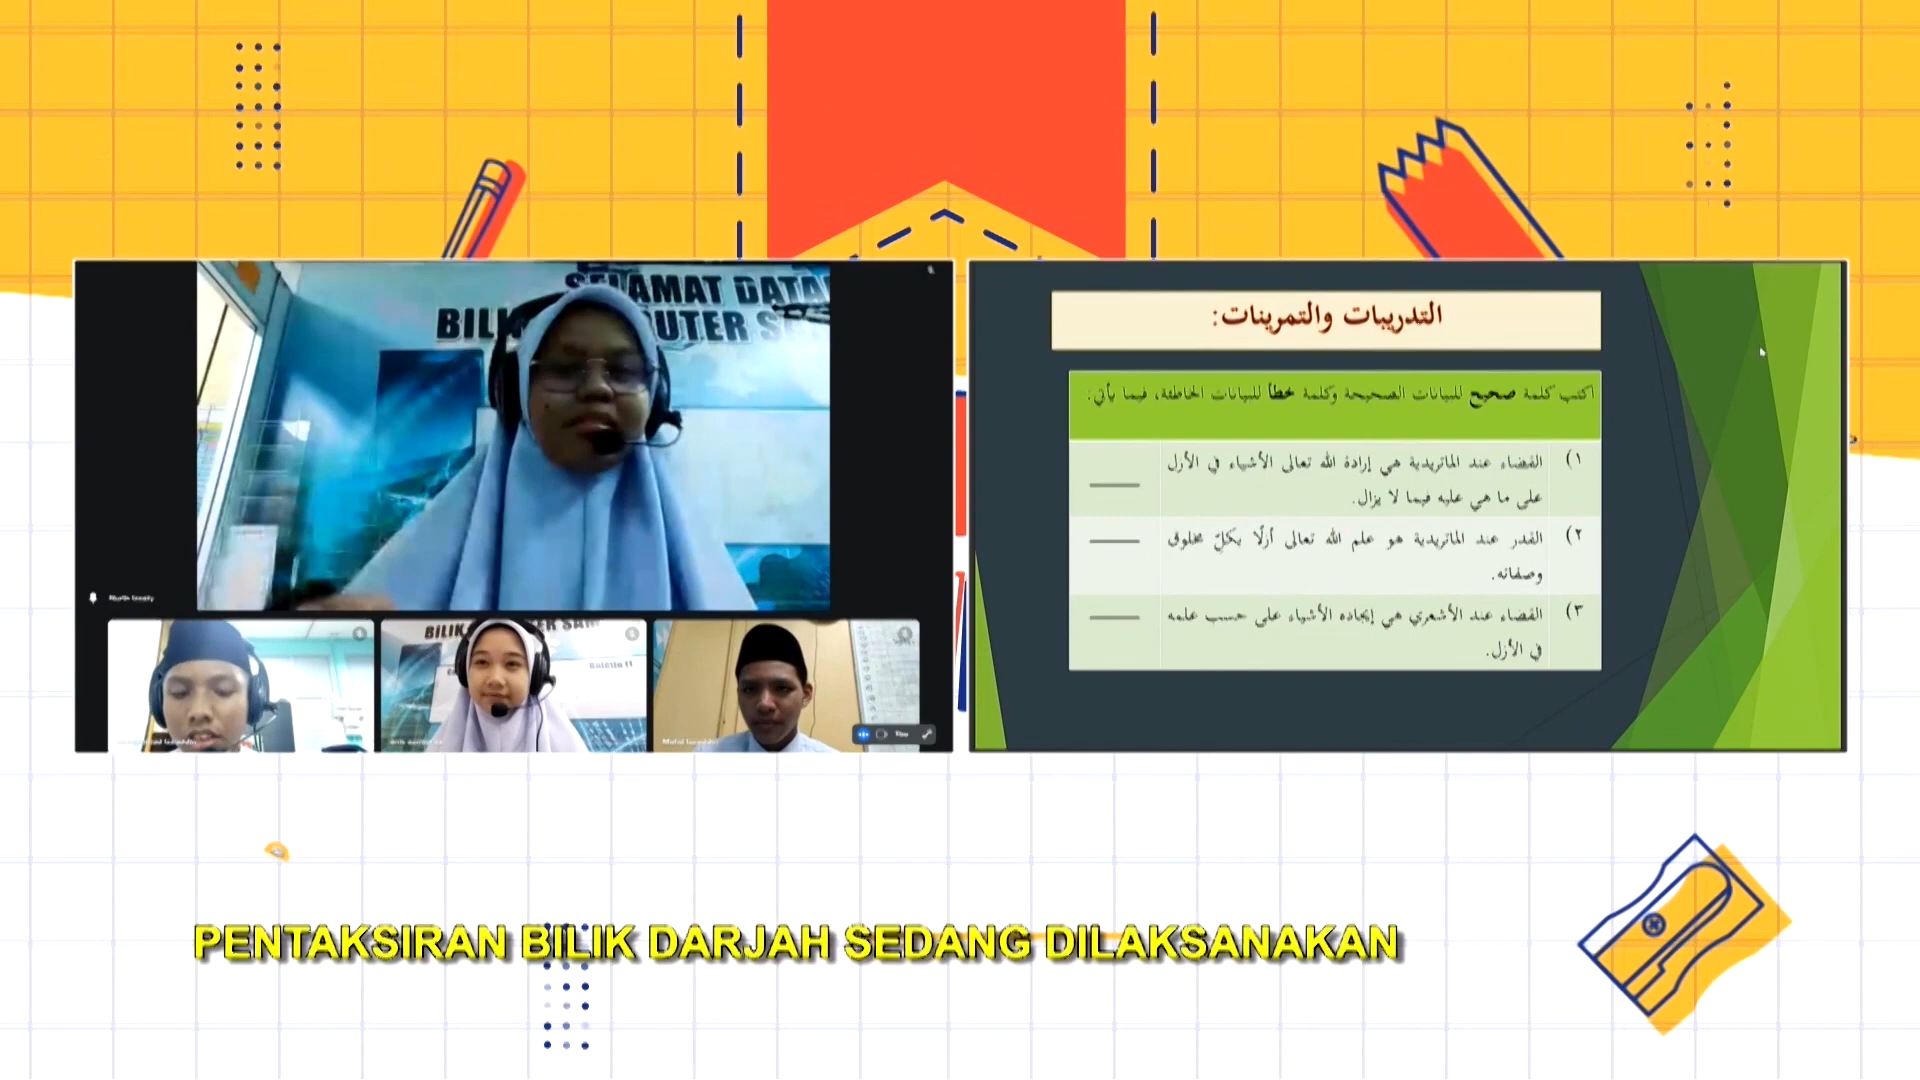 SELAMAT DATA
BILI
UTER S
التدريبات والتمرينات:
اكتب كلمة صحيح للبيانات الصحيحة وكلمة خطأ للبيانات الخاطئة، فيما يأتي:
١) القضاء عند الماتريدية هي إرادة الله تعالى الأشياء في الأزل
على ما هي عليه فيما لا يزال.
٢) القدر عند الماتريدية هو علم الله تعالى أزلًا بكلّ مخلوق
وصفاته.
٣) القضاء عند الأشعري هي إيجاده الأشياء على حسب علمه
في الأزل.
BILIK
You
PENTAKSIRAN BILIK DARJAH SEDANG DILAKSANAKAN